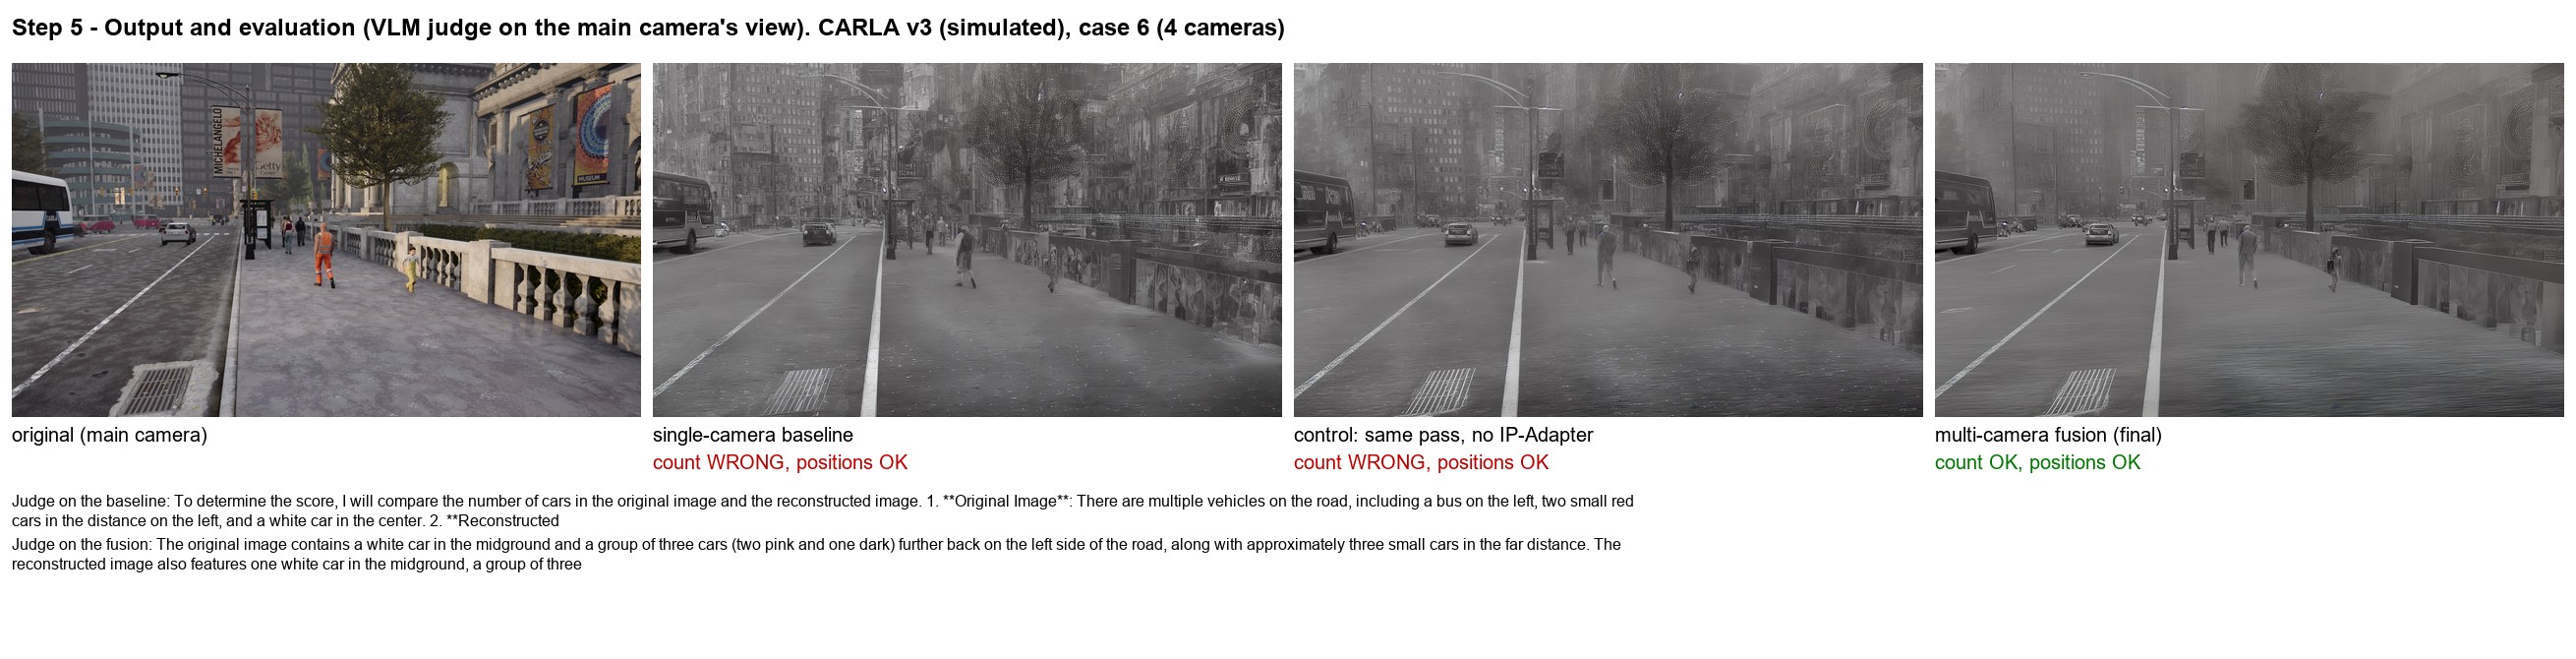 Step 5 - Output and evaluation (VLM judge on the main camera's view). CARLA v3 (simulated), case 6 (4 cameras)
MICHELANGELO
Getty
MUSEUM
original (main camera)
single-camera baseline
control: same pass, no IP-Adapter
multi-camera fusion (final)
count WRONG, positions OK
count WRONG, positions OK
count OK, positions OK
Judge on the baseline: To determine the score, I will compare the number of cars in the original image and the reconstructed image. 1. **Original Image**: There are multiple vehicles on the road, including a bus on the left, two small red
cars in the distance on the left, and a white car in the center. 2. **Reconstructed
Judge on the fusion: The original image contains a white car in the midground and a group of three cars (two pink and one dark) further back on the left side of the road, along with approximately three small cars in the far distance. The
reconstructed image also features one white car in the midground, a group of three